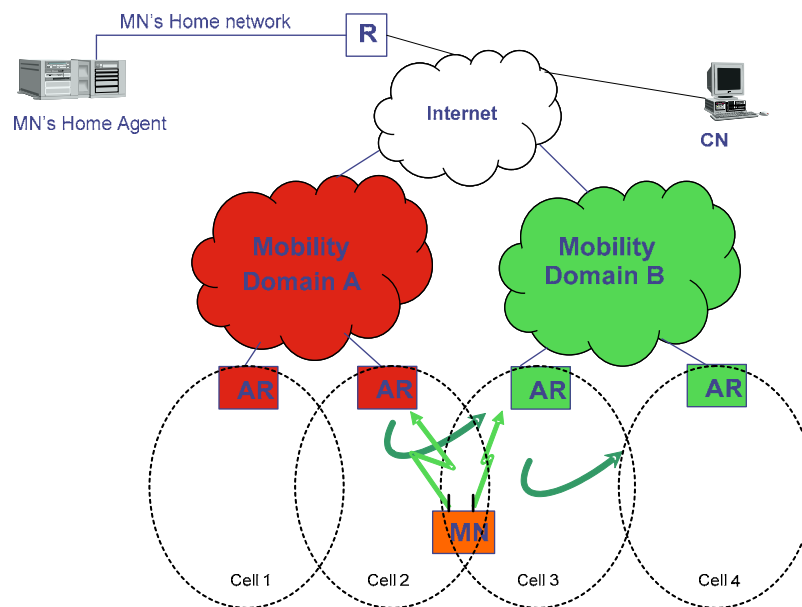 MN's Home network
R
MN's Home Agent
Internet
CN
Mobility
Domain A
Mobility
Domain B
AR
AR
AR
AR
MN
Cell 1
Cell 2
Cell 3
Cell 4